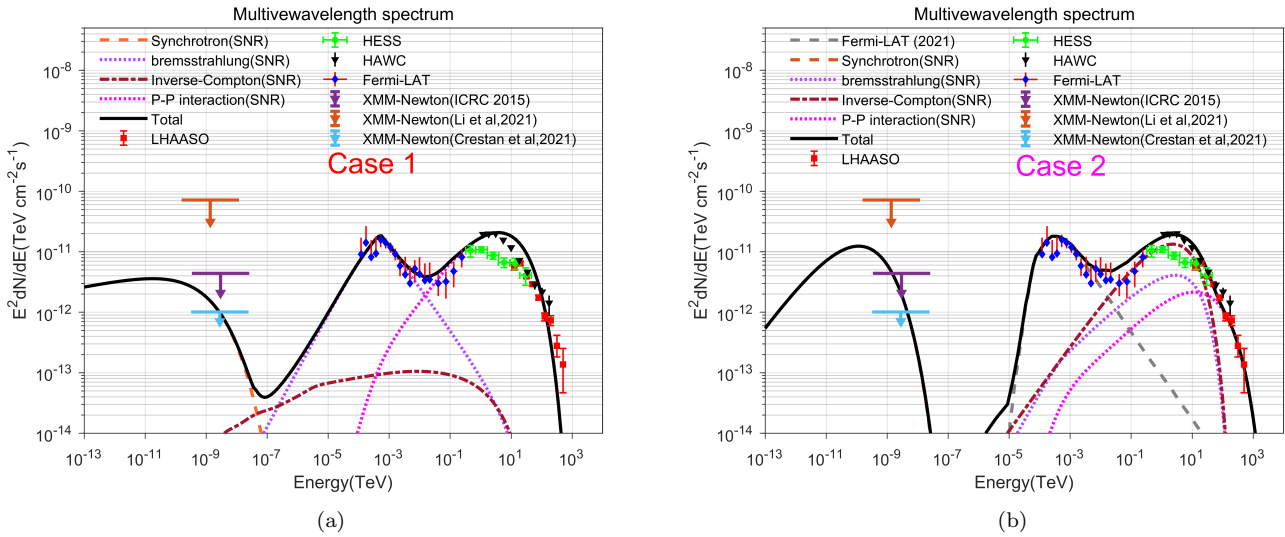 Multivewavelength spectrum
E²dN/dE(TeV cm⁻²s⁻¹)
10⁻⁸
10⁻⁹
10⁻¹⁰
10⁻¹¹
10⁻¹²
10⁻¹³
10⁻¹⁴
Synchrotron(SNR)
bremsstrahlung(SNR)
Inverse-Compton(SNR)
P-P interaction(SNR)
Total
LHAASO
HESS
HAWC
Fermi-LAT
XMM-Newton(ICRC 2015)
XMM-Newton(Li et al,2021)
XMM-Newton(Crestan et al,2021)
Case 1
10⁻¹³ 10⁻¹¹ 10⁻⁹ 10⁻⁷ 10⁻⁵ 10⁻³ 10⁻¹ 10¹ 10³
Energy(TeV)
(a)
Multivewavelength spectrum
E²dN/dE(TeV cm⁻²s⁻¹)
10⁻⁸
10⁻⁹
10⁻¹⁰
10⁻¹¹
10⁻¹²
10⁻¹³
10⁻¹⁴
Fermi-LAT (2021)
Synchrotron(SNR)
bremsstrahlung(SNR)
Inverse-Compton(SNR)
P-P interaction(SNR)
Total
LHAASO
HESS
HAWC
Fermi-LAT
XMM-Newton(ICRC 2015)
XMM-Newton(Li et al,2021)
XMM-Newton(Crestan et al,2021)
Case 2
10⁻¹³ 10⁻¹¹ 10⁻⁹ 10⁻⁷ 10⁻⁵ 10⁻³ 10⁻¹ 10¹ 10³
Energy(TeV)
(b)